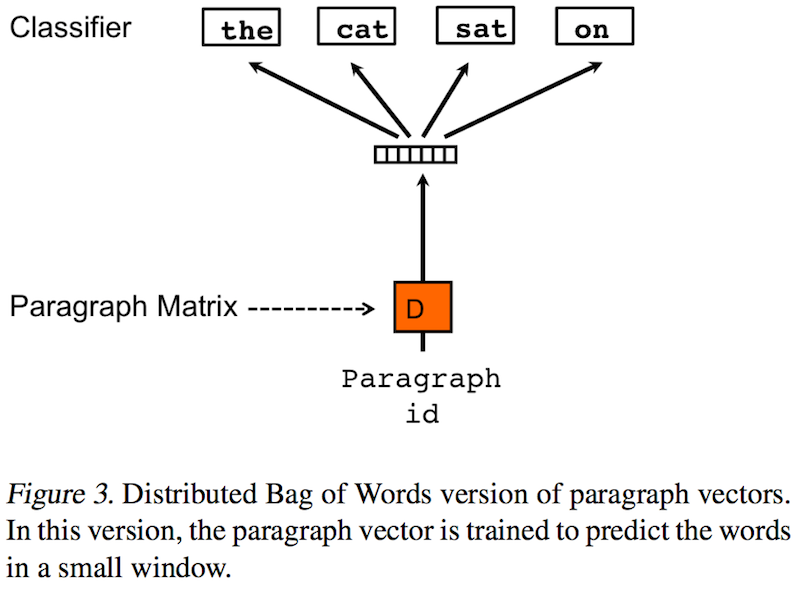 Classifier the cat sat on
Paragraph Matrix D
Paragraph
id
Figure 3. Distributed Bag of Words version of paragraph vectors.
In this version, the paragraph vector is trained to predict the words
in a small window.